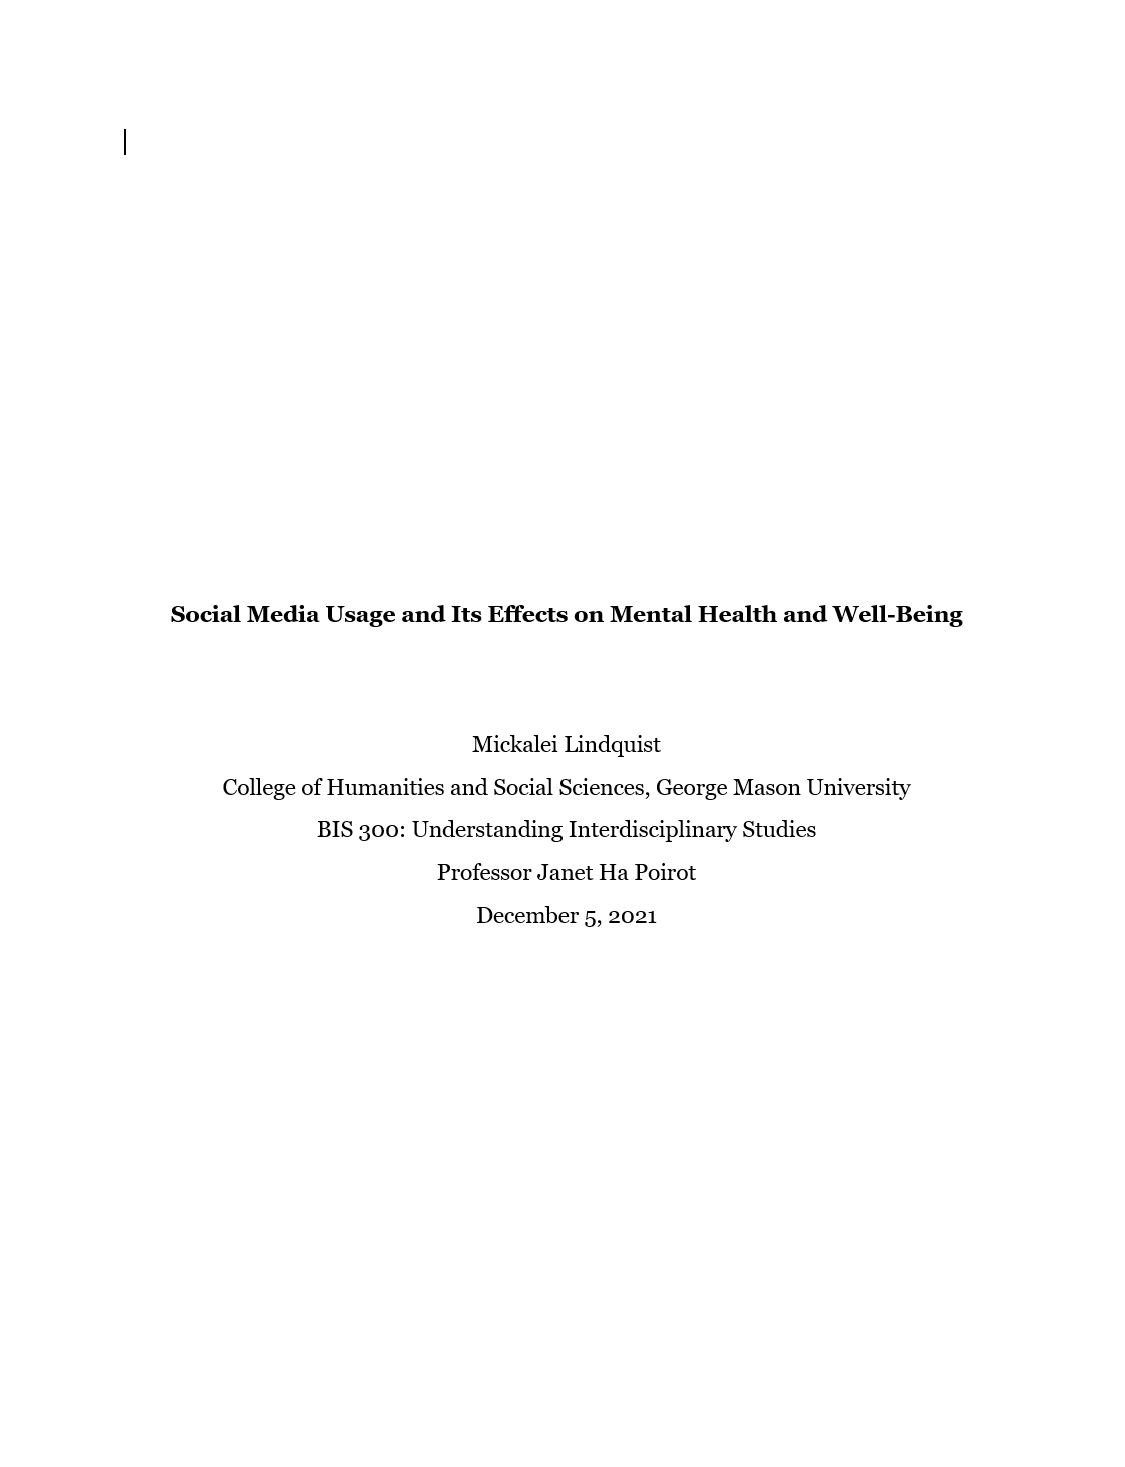 Social Media Usage and Its Effects on Mental Health and Well-Being
Mickalei Lindquist
College of Humanities and Social Sciences, George Mason University
BIS 300: Understanding Interdisciplinary Studies
Professor Janet Ha Poirot
December 5, 2021